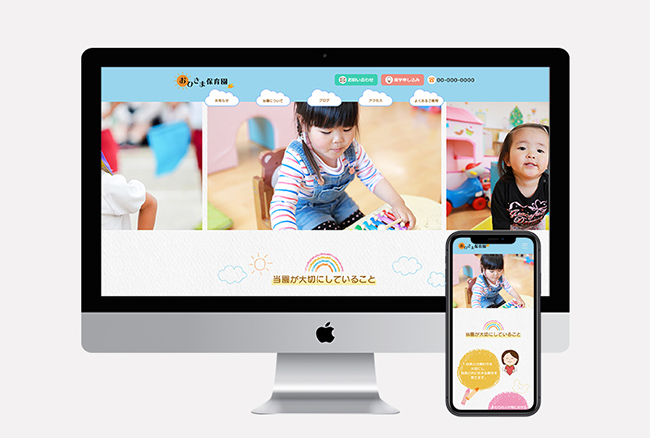 おひさま保育園
お問い合わせ
見学申し込み
00-000-0000
お知らせ
当園について
ブログ
アクセス
よくあるご質問
当園が大切にしていること
おひさま保育園
当園が大切にしていること